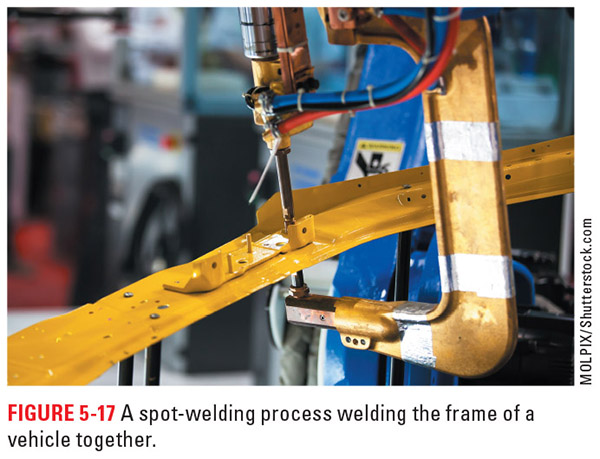 MOLPIX/Shutterstock.com
FIGURE 5-17 A spot-welding process welding the frame of a
vehicle together.